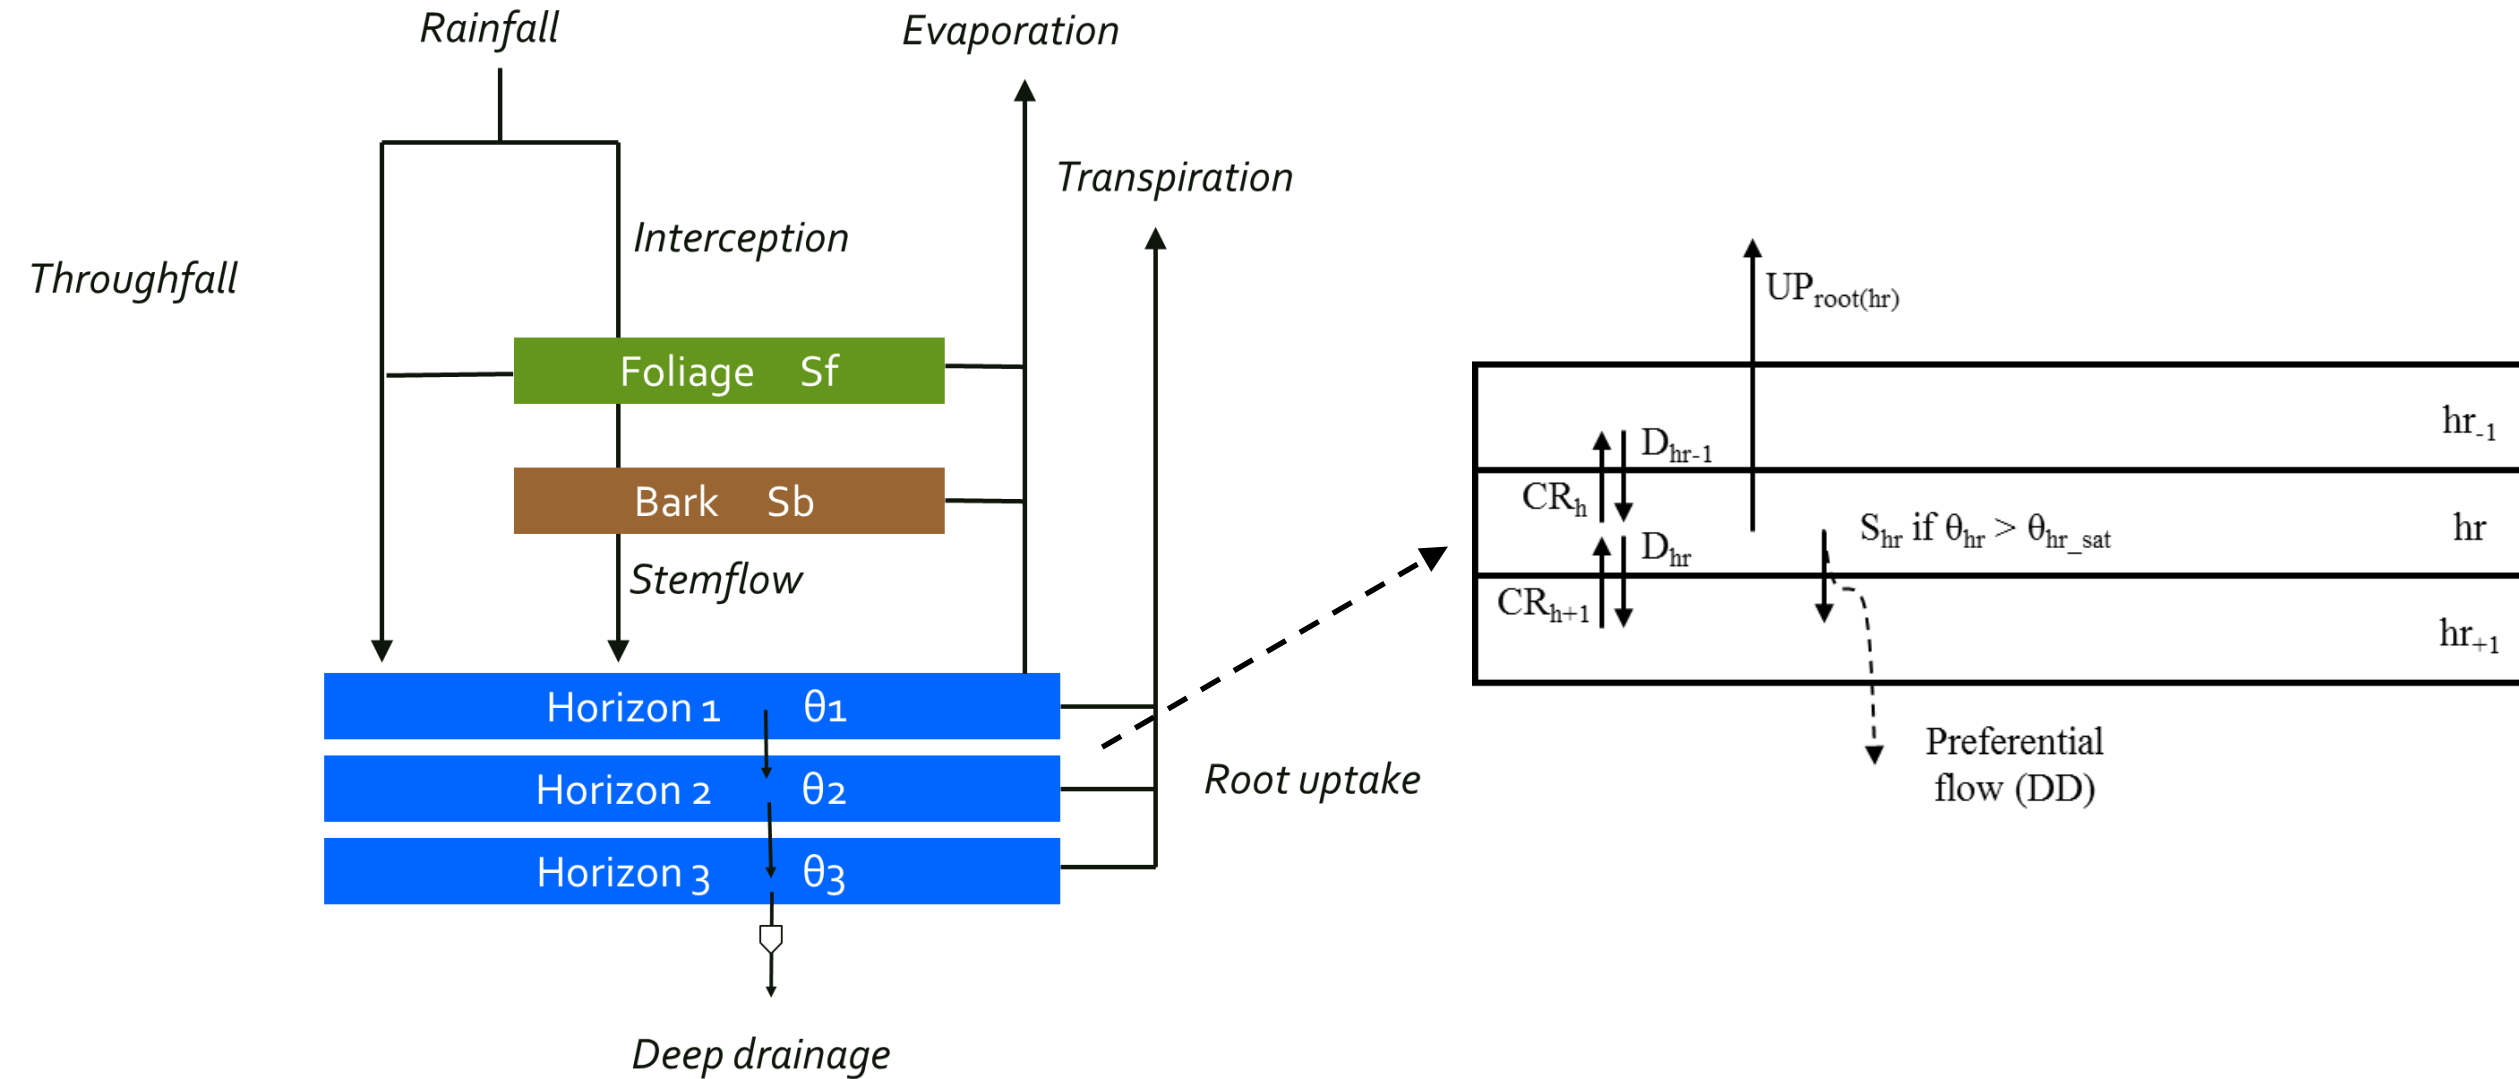 Rainfall
Evaporation
Transpiration
Interception
Throughfall
Foliage Sf
Bark Sb
Stemflow
Horizon 1 θ1
Horizon 2 θ2
Horizon 3 θ3
Root uptake
Deep drainage
UProot(hr)
hr-1
Dhr-1
CRh
Shr if θhr > θhr_sat
hr
Dhr
CRh+1
hr+1
Preferential
flow (DD)